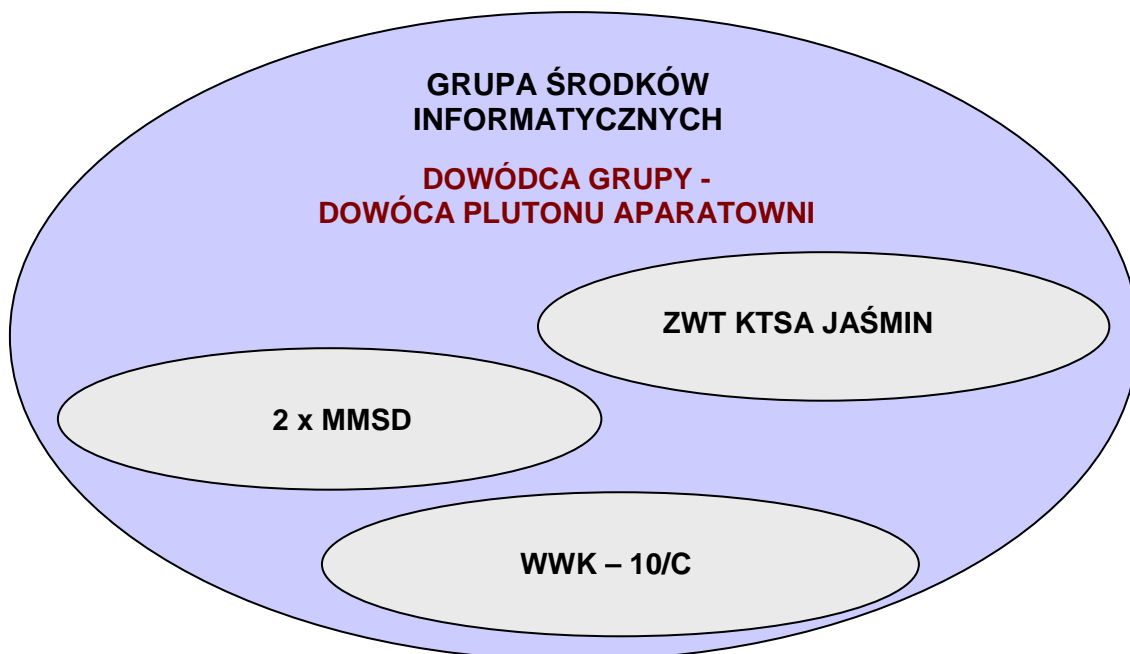 GRUPA ŚRODKÓW
INFORMATYCZNYCH
DOWÓDCA GRUPY -
DOWÓCA PLUTONU APARATOWNI
ZWT KTSA JAŚMIN
2 x MMSD
WWK – 10/C